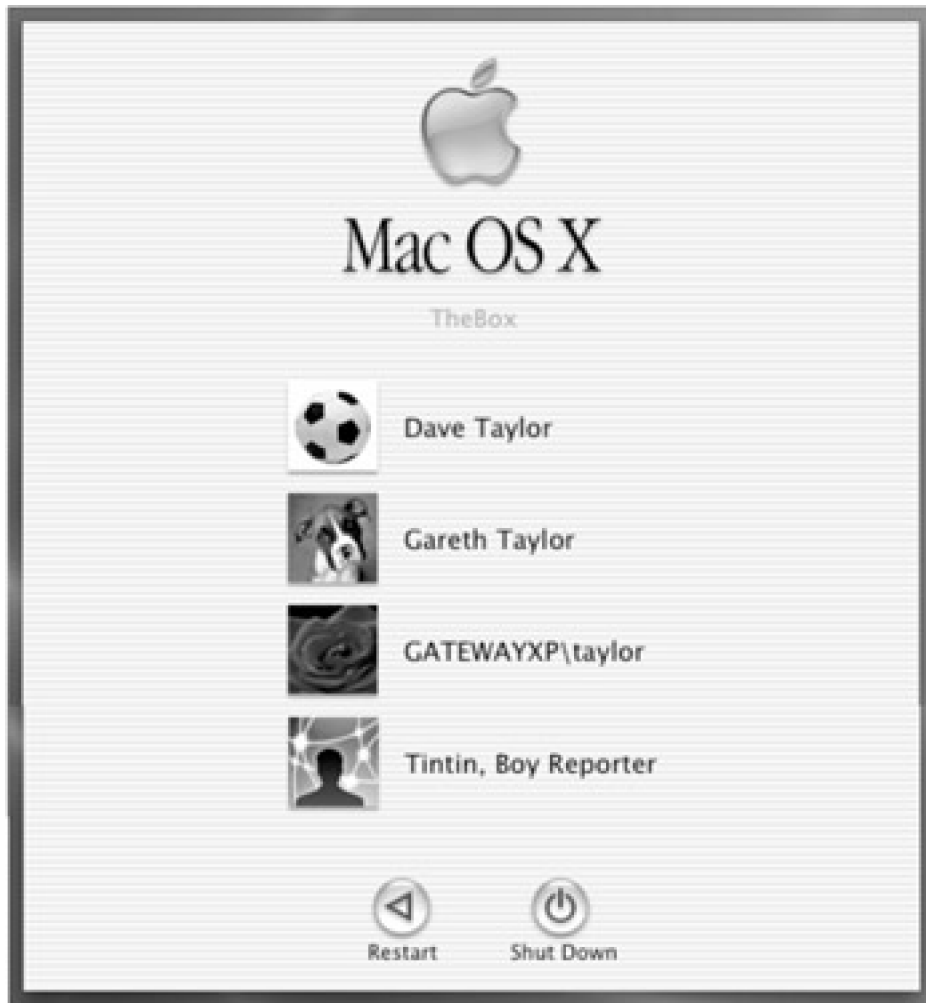 Mac OS X
TheBox
Dave Taylor
Gareth Taylor
GATEWAYXP\taylor
Tintin, Boy Reporter
Restart
Shut Down